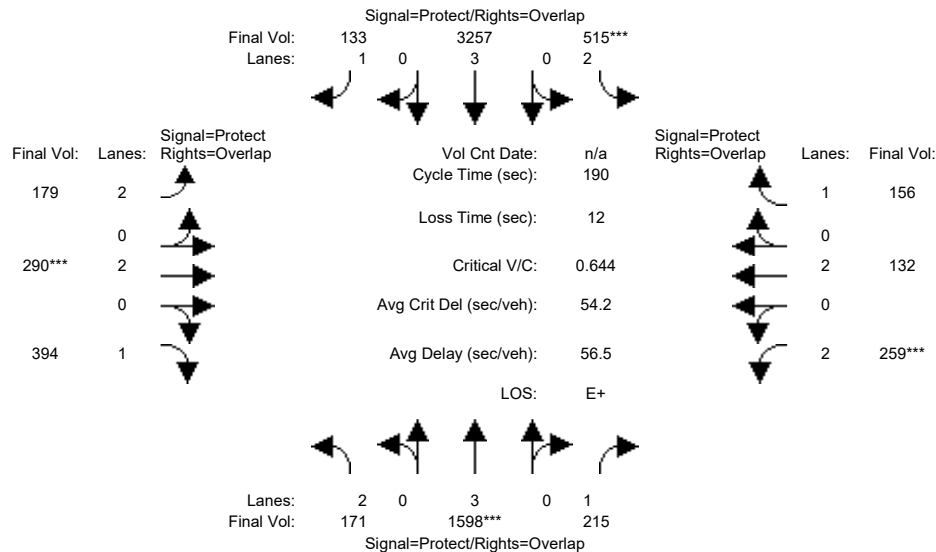 Signal=Protect/Rights=Overlap
Final Vol: 133 3257 515***
Lanes: 1 0 3 0 2
Signal=Protect Signal=Protect
Final Vol: Lanes: Rights=Overlap Vol Cnt Date: n/a Rights=Overlap Lanes: Final Vol:
Cycle Time (sec): 190
179 2 1 156
Loss Time (sec): 12
0 0
290*** 2 Critical V/C: 0.644 2 132
0 Avg Crit Del (sec/veh): 54.2 0
394 1 Avg Delay (sec/veh): 56.5 2 259***
LOS: E+
Lanes: 2 0 3 0 1
Final Vol: 171 1598*** 215
Signal=Protect/Rights=Overlap